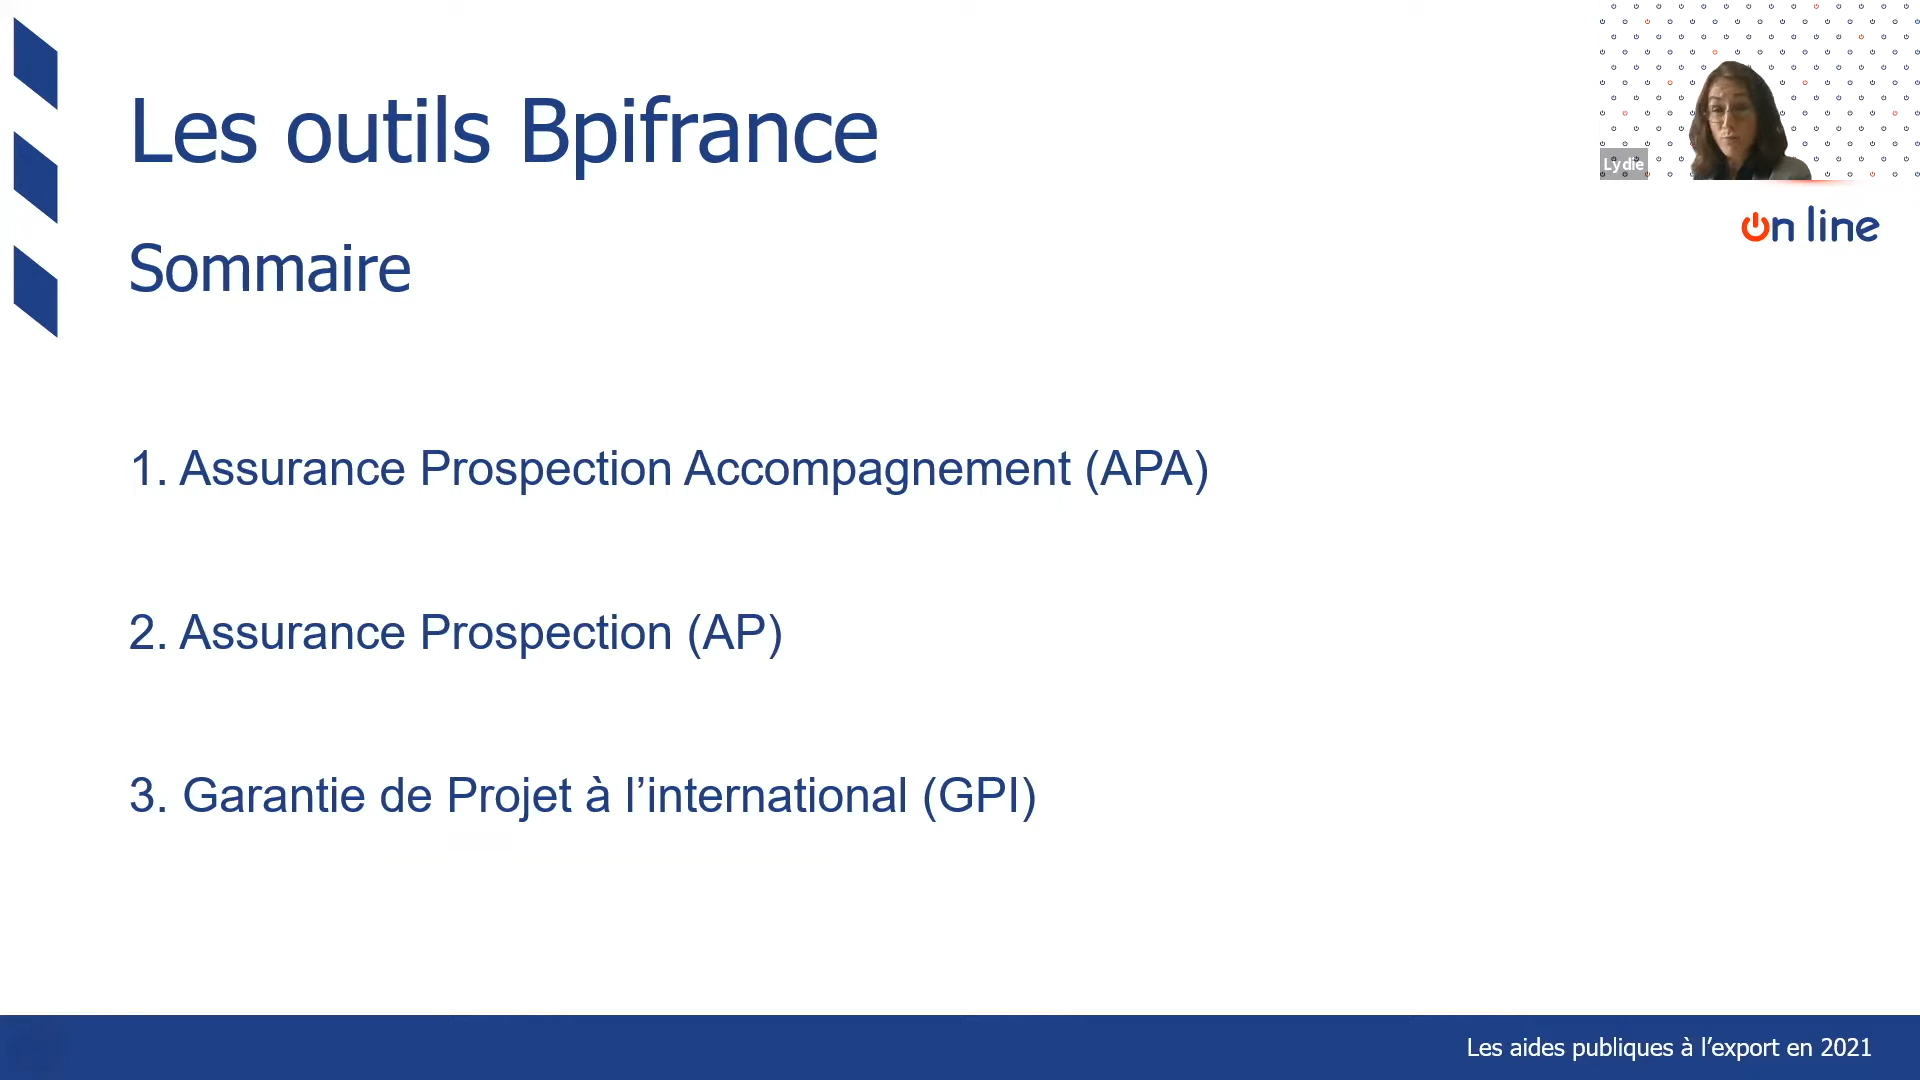 Les outils Bpifrance
Lydie
On line
Sommaire
1. Assurance Prospection Accompagnement (APA)
2. Assurance Prospection (AP)
3. Garantie de Projet à l’international (GPI)
Les aides publiques à l’export en 2021